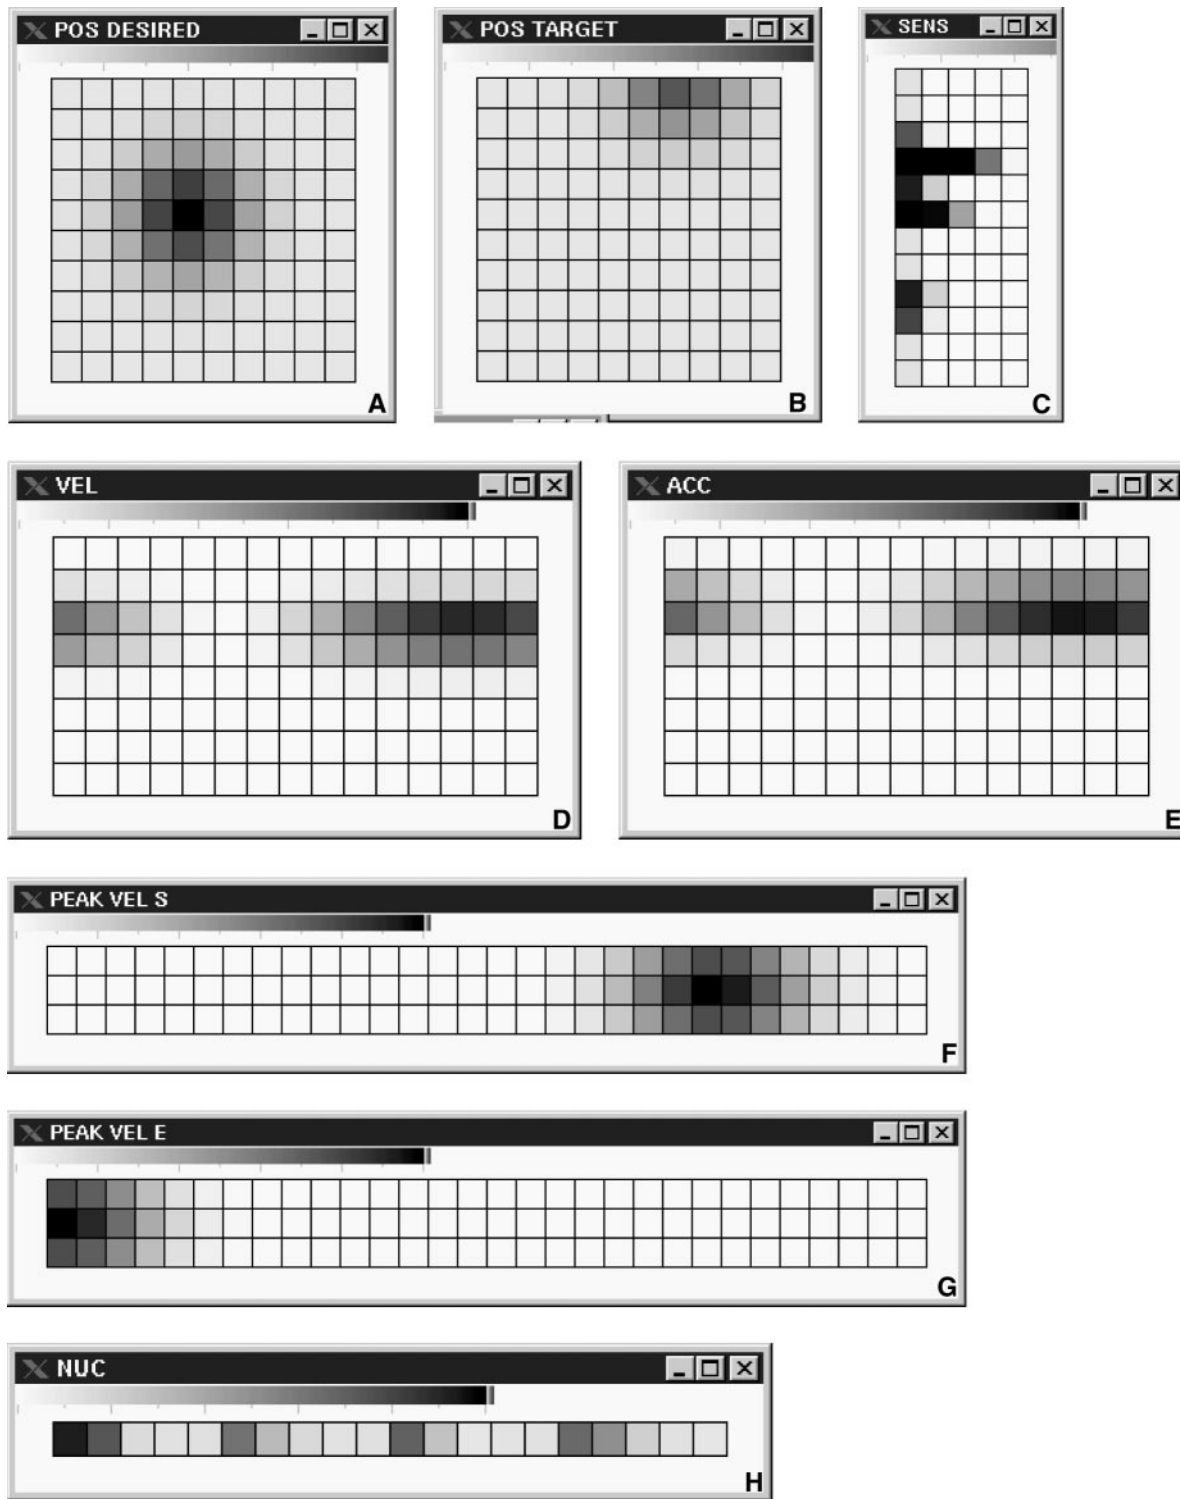 POS DESIRED
A
POS TARGET
B
SENS
C
VEL
D
ACC
E
PEAK VEL S
F
PEAK VEL E
G
NUC
H